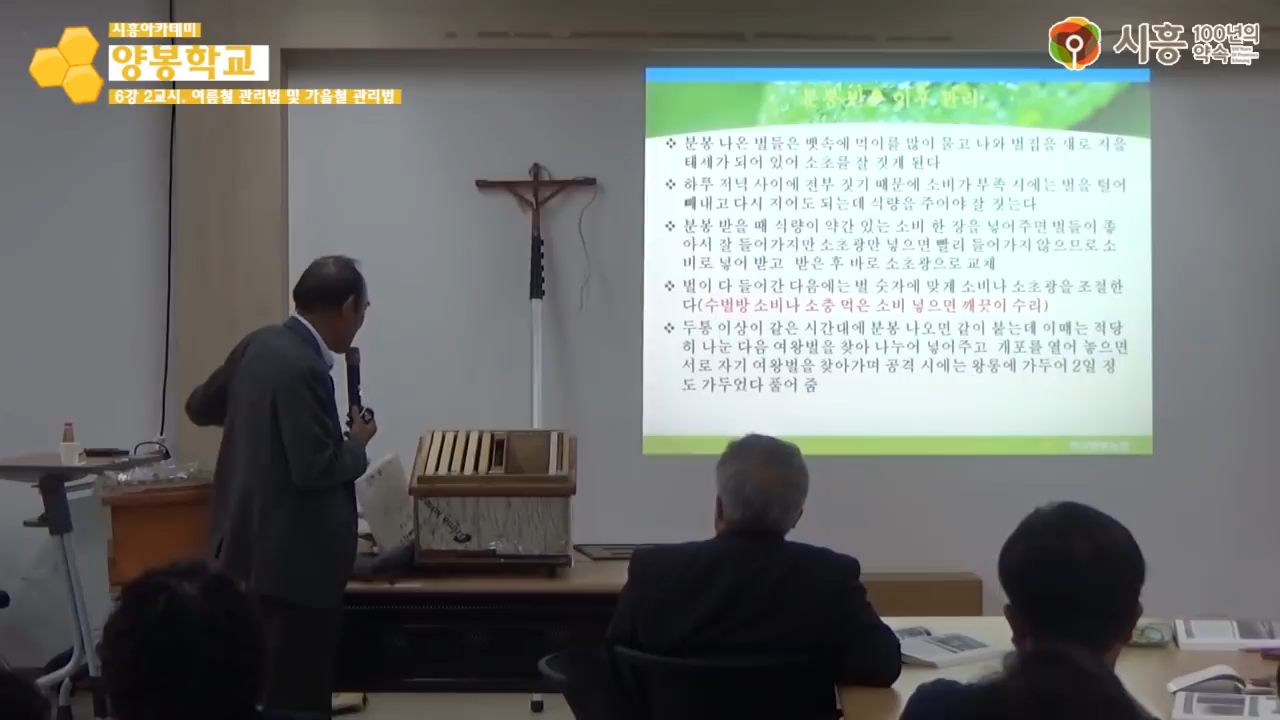 시흥아카데미
양봉학교
6강 2교시. 여름철 관리법 및 가을철 관리법
시흥
100년의
약속
분봉 받은 이후 관리
❖ 분봉 나온 벌들은 뱃속에 먹이를 많이 물고 나와 벌집을 새로 지을
태세가 되어 있어 소초를 잘 짓게 된다
❖ 하루 저녁 사이에 전부 짓기 때문에 소비가 부족 시에는 벌을 털어
빼내고 다시 지어도 되는데 식량을 주이야 잘 짓는다
❖ 분봉 받을 때 식량이 약간 있는 소비 한 장을 넣어주면 벌들이 좋
아서 잘 들어가지만 소초광만 넣으면 빨리 들어가지 않으므로 소
비로 넣어 받고 받은 후 바로 소초광으로 교체
❖ 벌이 다 들어간 다음에는 벌 숫자에 맞게 소비나 소초광을 조절한
다(수벌방 소비나 소충 먹은 소비 넣으면 깨끗이 수리)
❖ 두통 이상이 같은 시간대에 분봉 나오면 같이 붙는데 이때는 적당
히 나눈 다음 여왕벌을 찾아 나누어 넣어주고 개포를 열어 놓으면
서로 자기 여왕벌을 찾아가며 공격 시에는 왕롱에 가두어 2일 정
도 가두었다 풀어 줌